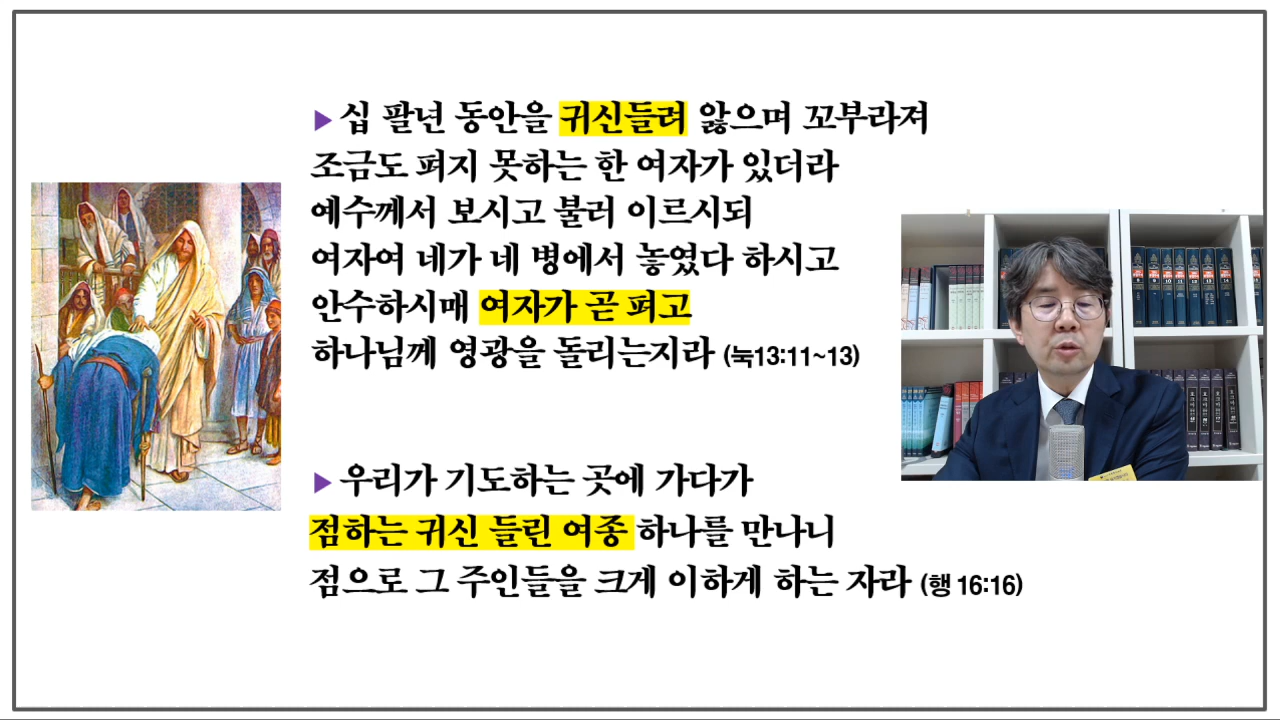 ▶십 팔년 동안을 귀신들려 앓으며 꼬부라져
조금도 펴지 못하는 한 여자가 있더라
예수께서 보시고 불러 이르시되
여자여 네가 네 병에서 놓였다 하시고
안수하시매 여자가 곧 펴고
하나님께 영광을 돌리는지라 (눅13:11~13)
▶우리가 기도하는 곳에 가다가
점하는 귀신 들린 여종 하나를 만나니
점으로 그 주인들을 크게 이하게 하는 자라 (행 16:16)